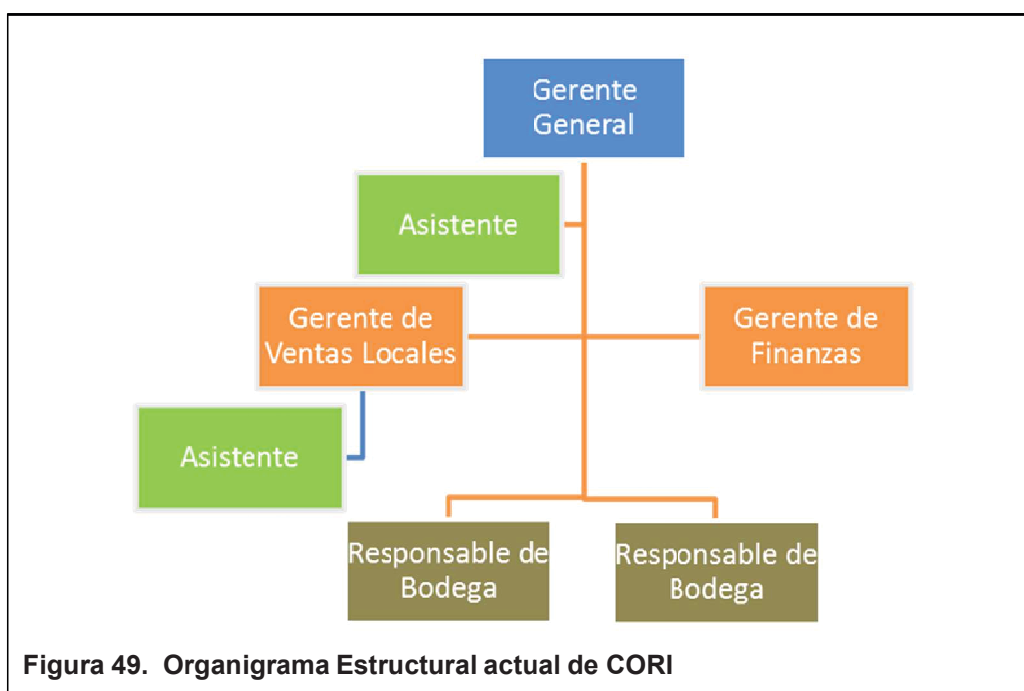 Gerente
General
Asistente
Gerente de
Ventas Locales
Gerente de
Finanzas
Asistente
Responsable de
Bodega
Responsable de
Bodega
Figura 49. Organigrama Estructural actual de CORI